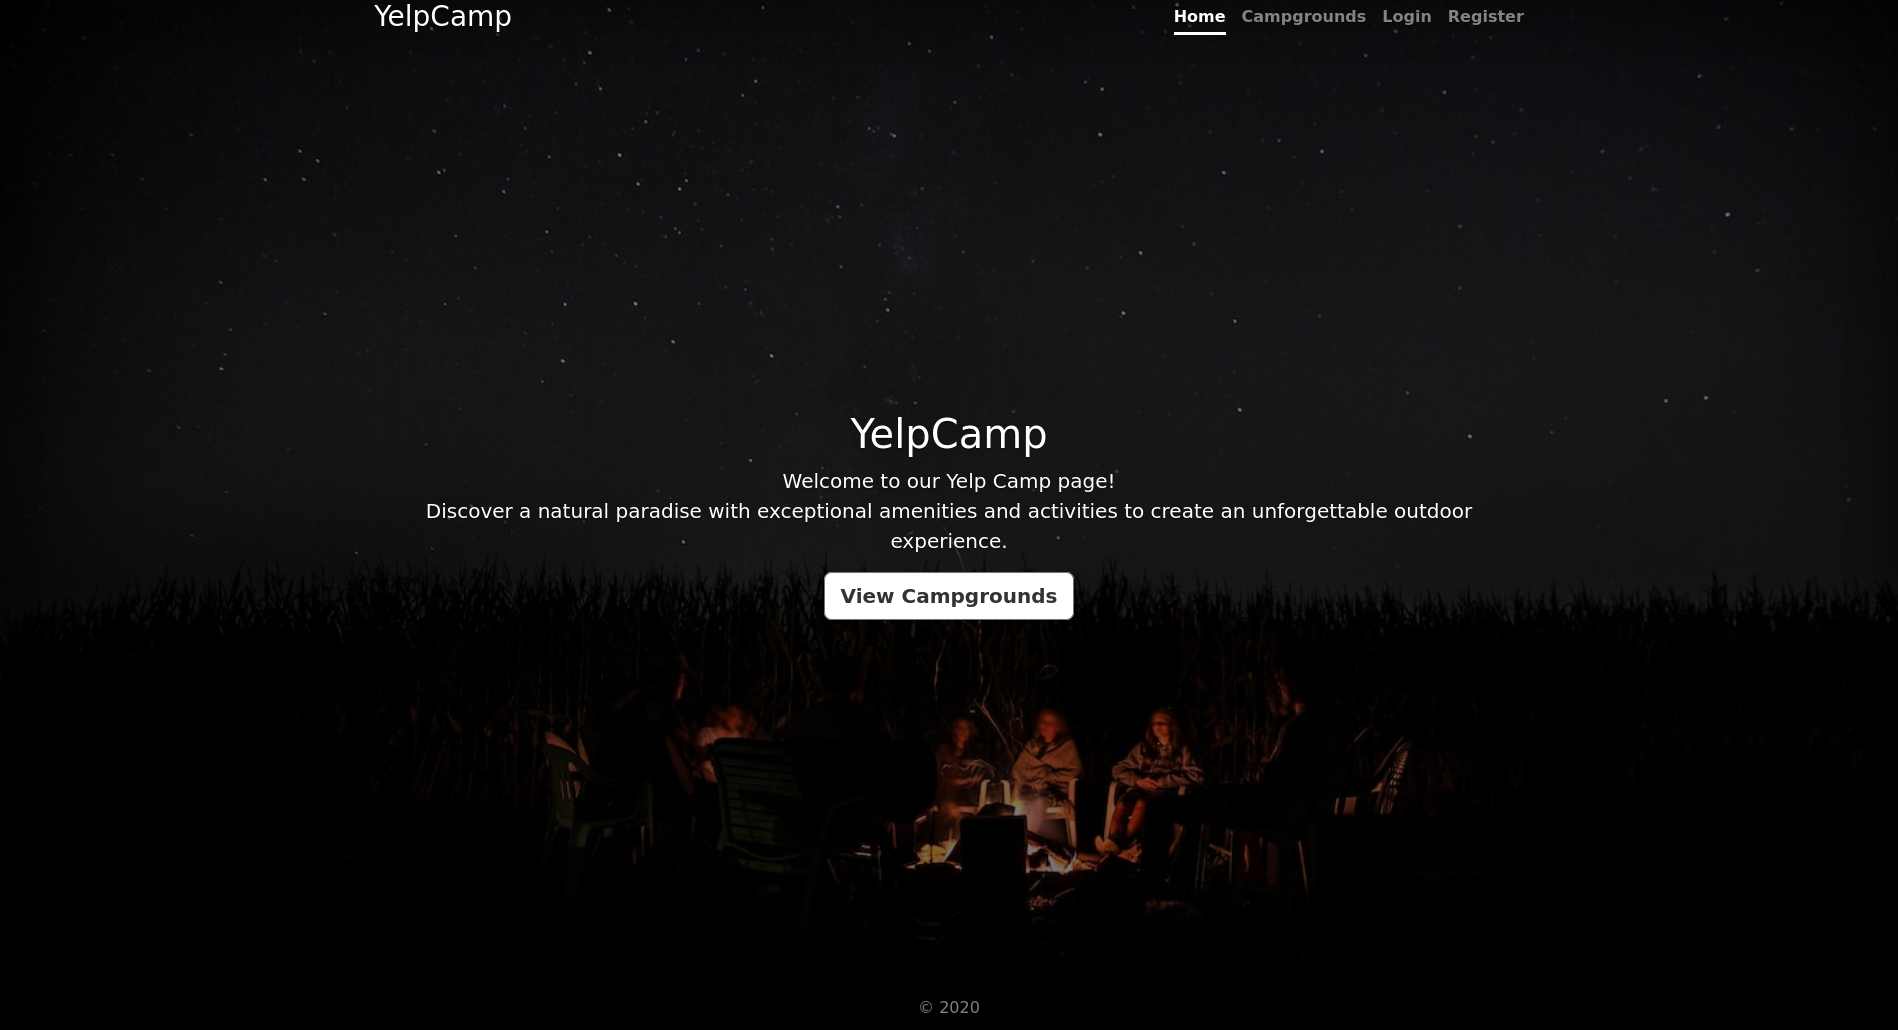 YelpCamp
Home Campgrounds Login Register
YelpCamp
Welcome to our Yelp Camp page!
Discover a natural paradise with exceptional amenities and activities to create an unforgettable outdoor
experience.
View Campgrounds
© 2020